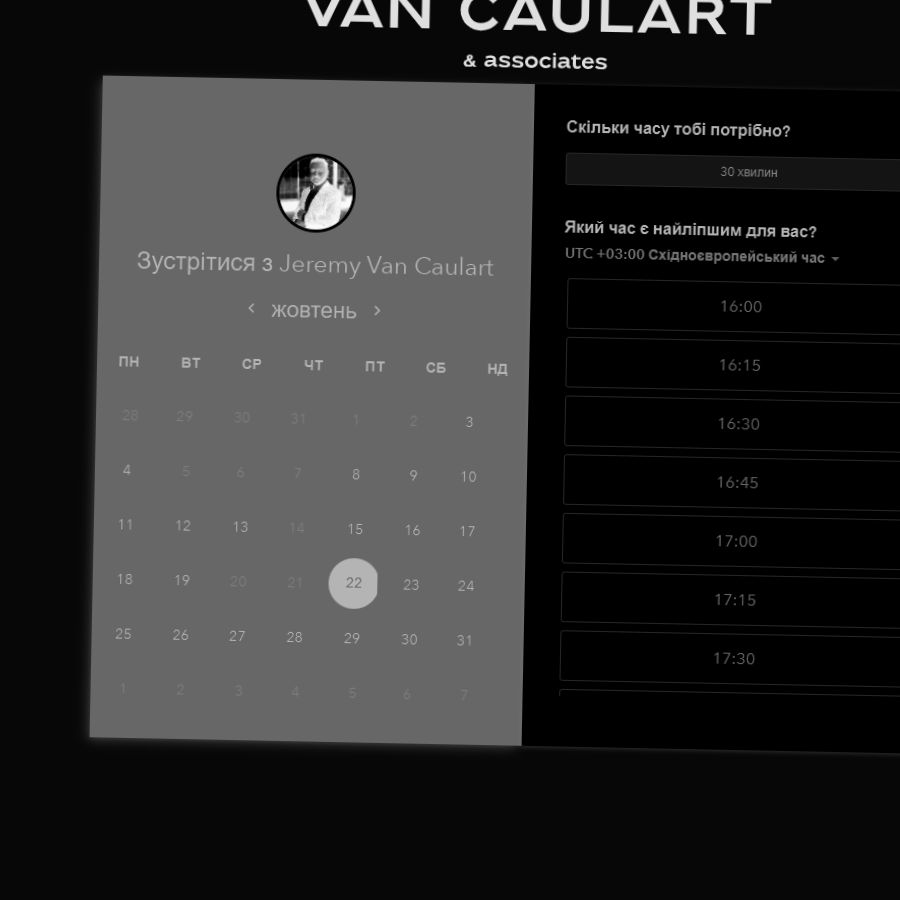 VAN CAULART
& associates
Зустрітися з Jeremy Van Caulart
жовтень
ПН ВТ СР ЧТ ПТ СБ НД
28 29 30 31 1 2 3
4 5 6 7 8 9 10
11 12 13 14 15 16 17
18 19 20 21 22 23 24
25 26 27 28 29 30 31
1 2 3 4 5 6 7
Скільки часу тобі потрібно?
30 хвилин
Який час є найліпшим для вас?
UTC +03:00 Східноєвропейський час
16:00
16:15
16:30
16:45
17:00
17:15
17:30